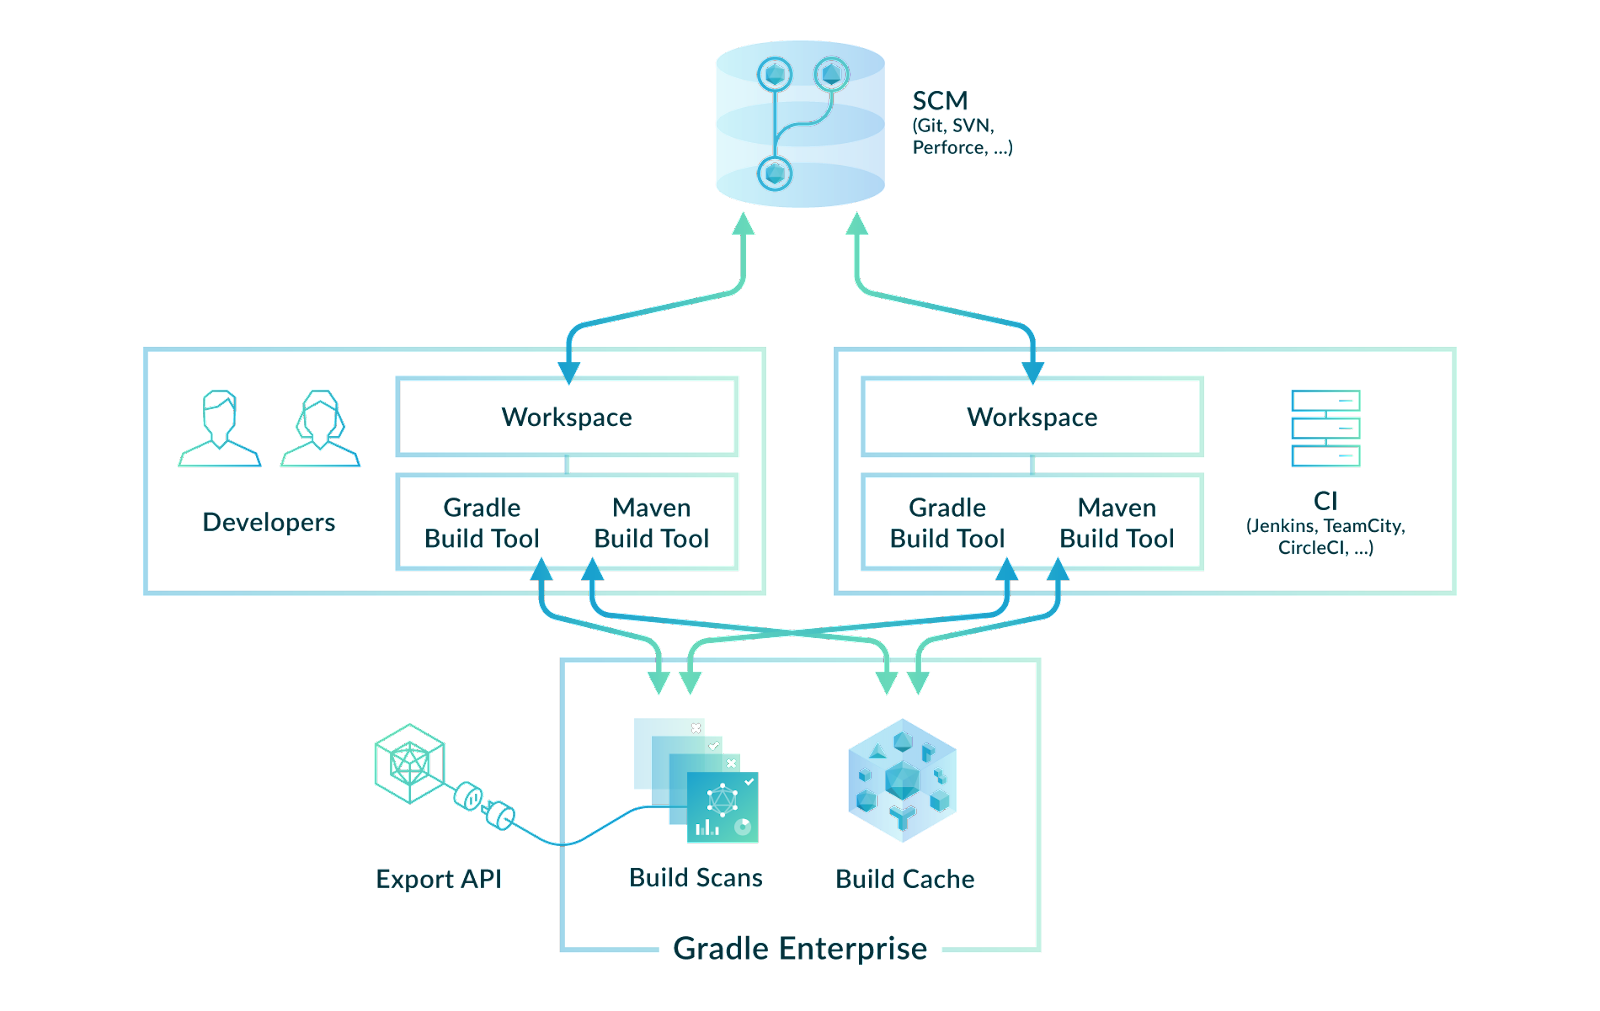 SCM
(Git, SVN,
Perforce, ...)
Workspace
Gradle
Build Tool
Maven
Build Tool
Developers
Workspace
Gradle
Build Tool
Maven
Build Tool
CI
(Jenkins, TeamCity,
CircleCI, ...)
Export API
Build Scans
Build Cache
Gradle Enterprise